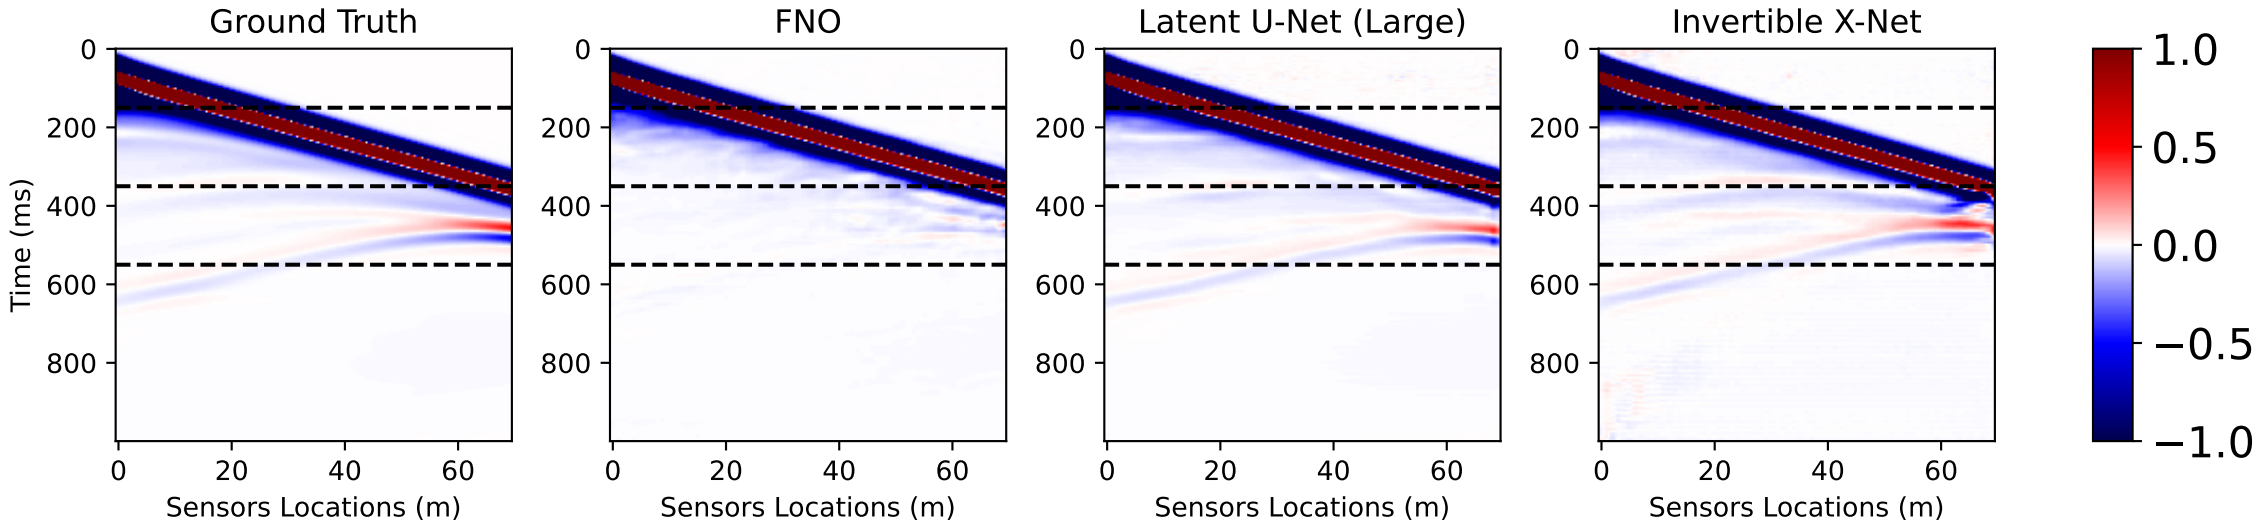 Ground Truth
FNO
Latent U-Net (Large)
Invertible X-Net
Time (ms)
0
200
400
600
800
0 20 40 60
Sensors Locations (m)
0
200
400
600
800
0 20 40 60
Sensors Locations (m)
0
200
400
600
800
0 20 40 60
Sensors Locations (m)
0
200
400
600
800
0 20 40 60
Sensors Locations (m)
1.0
0.5
0.0
−0.5
−1.0